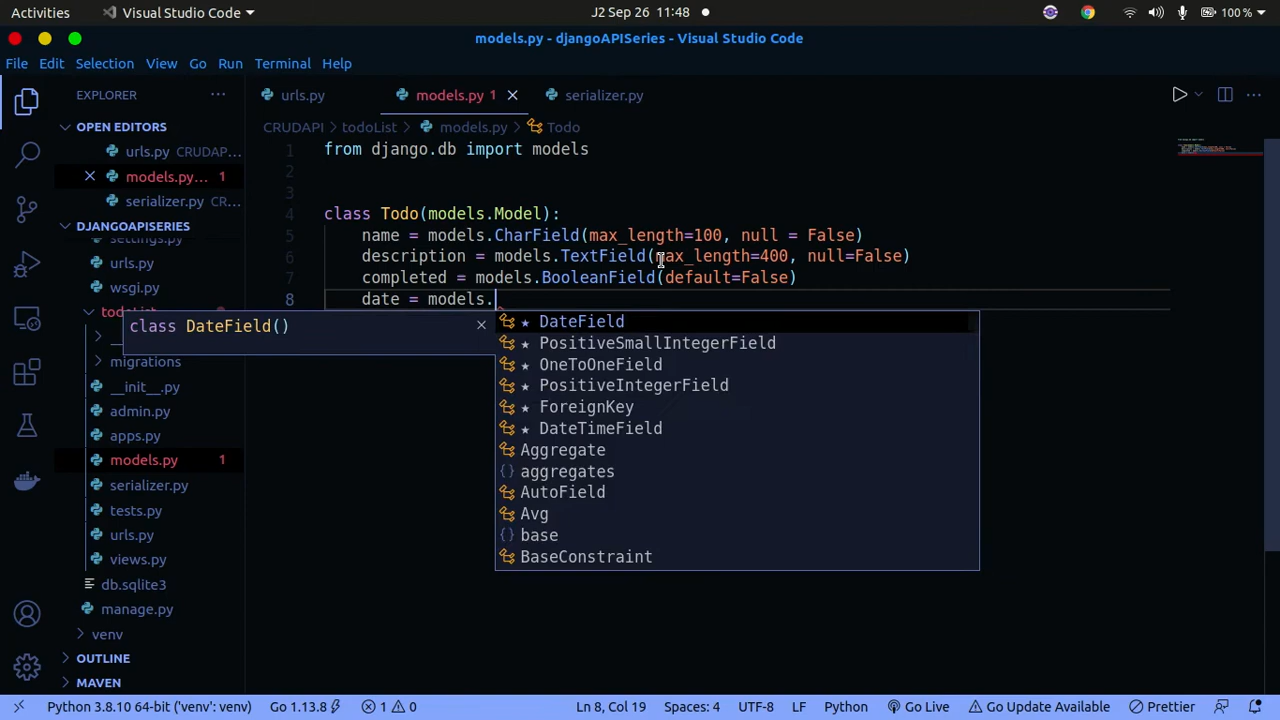 Activities
Visual Studio Code
J2 Sep 26 11:48
100 %
models.py - djangoAPISeries - Visual Studio Code
File Edit Selection View Go Run Terminal Help
EXPLORER
OPEN EDITORS
urls.py CRUDAP...
models.py... 1
serializer.py CR...
DJANGOAPISERIES
settings.py
urls.py
wsgi.py
todoList
migrations
__init__.py
admin.py
apps.py
models.py 1
serializer.py
tests.py
urls.py
views.py
db.sqlite3
manage.py
venv
OUTLINE
MAVEN
urls.py
models.py 1
serializer.py
CRUDAPI > todoList > models.py > Todo
1 from django.db import models
2
3
4 class Todo(models.Model):
5 name = models.CharField(max_length=100, null = False)
6 description = models.TextField(max_length=400, null=False)
7 completed = models.BooleanField(default=False)
8 date = models.
class DateField()
★ DateField
★ PositiveSmallIntegerField
★ OneToOneField
★ PositiveIntegerField
★ ForeignKey
★ DateTimeField
Aggregate
{} aggregates
AutoField
Avg
{} base
BaseConstraint
Python 3.8.10 64-bit ('venv': venv)
Go 1.13.8
1 0
Ln 8, Col 19
Spaces: 4
UTF-8
LF
Python
Go Live
Go Update Available
Prettier